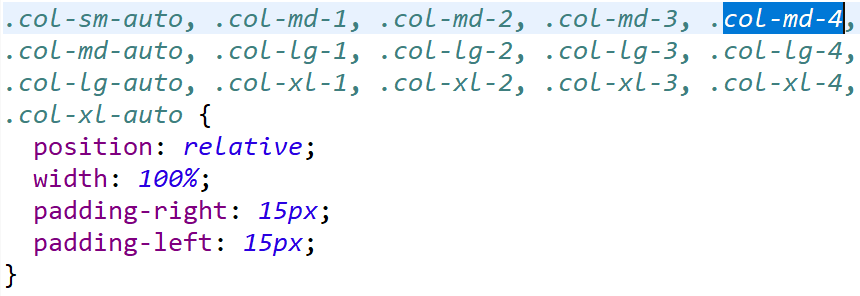 .col-sm-auto, .col-md-1, .col-md-2, .col-md-3, .col-md-4,
.col-md-auto, .col-lg-1, .col-lg-2, .col-lg-3, .col-lg-4,
.col-lg-auto, .col-xl-1, .col-xl-2, .col-xl-3, .col-xl-4,
.col-xl-auto {
  position: relative;
  width: 100%;
  padding-right: 15px;
  padding-left: 15px;
}